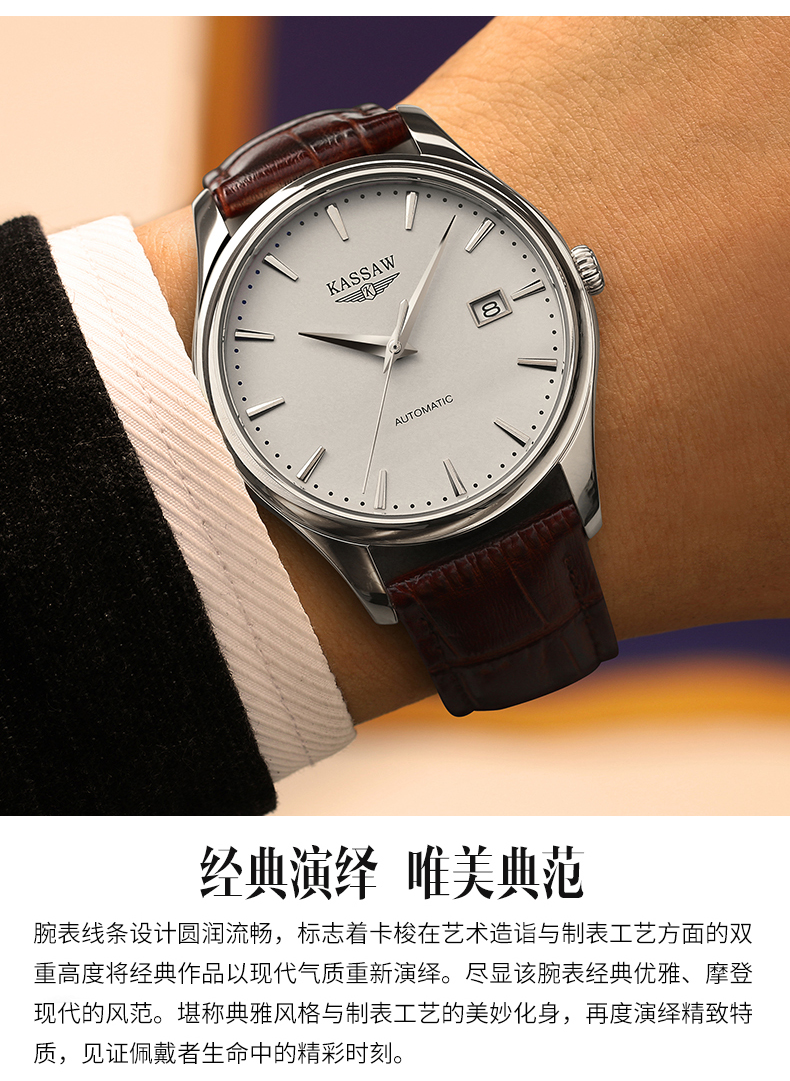 KASSAW
K
8
AUTOMATIC
经典演绎 唯美典范
腕表线条设计圆润流畅，标志着卡梭在艺术造诣与制表工艺方面的双
重高度将经典作品以现代气质重新演绎。尽显该腕表经典优雅、摩登
现代的风范。堪称典雅风格与制表工艺的美妙化身，再度演绎精致特
质，见证佩戴者生命中的精彩时刻。